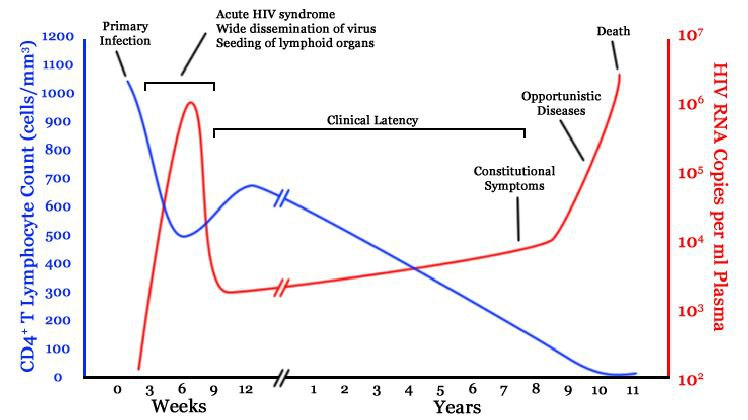 Acute HIV syndrome
Wide dissemination of virus
Seeding of lymphoid organs
Primary
Infection
Death
Opportunistic
Diseases
Clinical Latency
Constitutional
Symptoms
CD4⁺ T Lymphocyte Count (cells/mm³)
1200
1100
1000
900
800
700
600
500
400
300
200
100
0
HIV RNA Copies per ml Plasma
10⁷
10⁶
10⁵
10⁴
10³
10²
0 3 6 9 12 1 2 3 4 5 6 7 8 9 10 11
Weeks Years